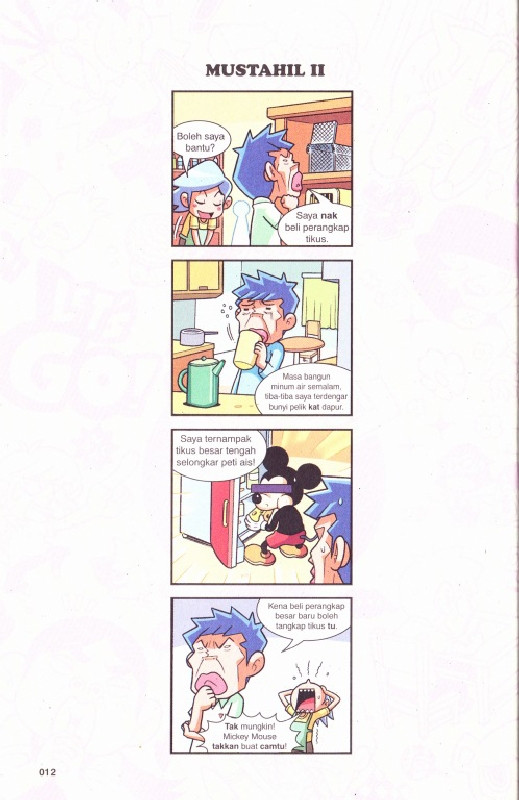 MUSTAHIL II
Boleh saya
bantu?
Saya nak
beli perangkap
tikus.
Masa bangun
minum air semalam,
tiba-tiba saya terdengar
bunyi pelik kat dapur.
Saya ternampak
tikus besar tengah
selongkar peti ais!
Kena beli perangkap
besar baru boleh
tangkap tikus tu.
Tak mungkin!
Mickey Mouse
takkan buat camtu!
012